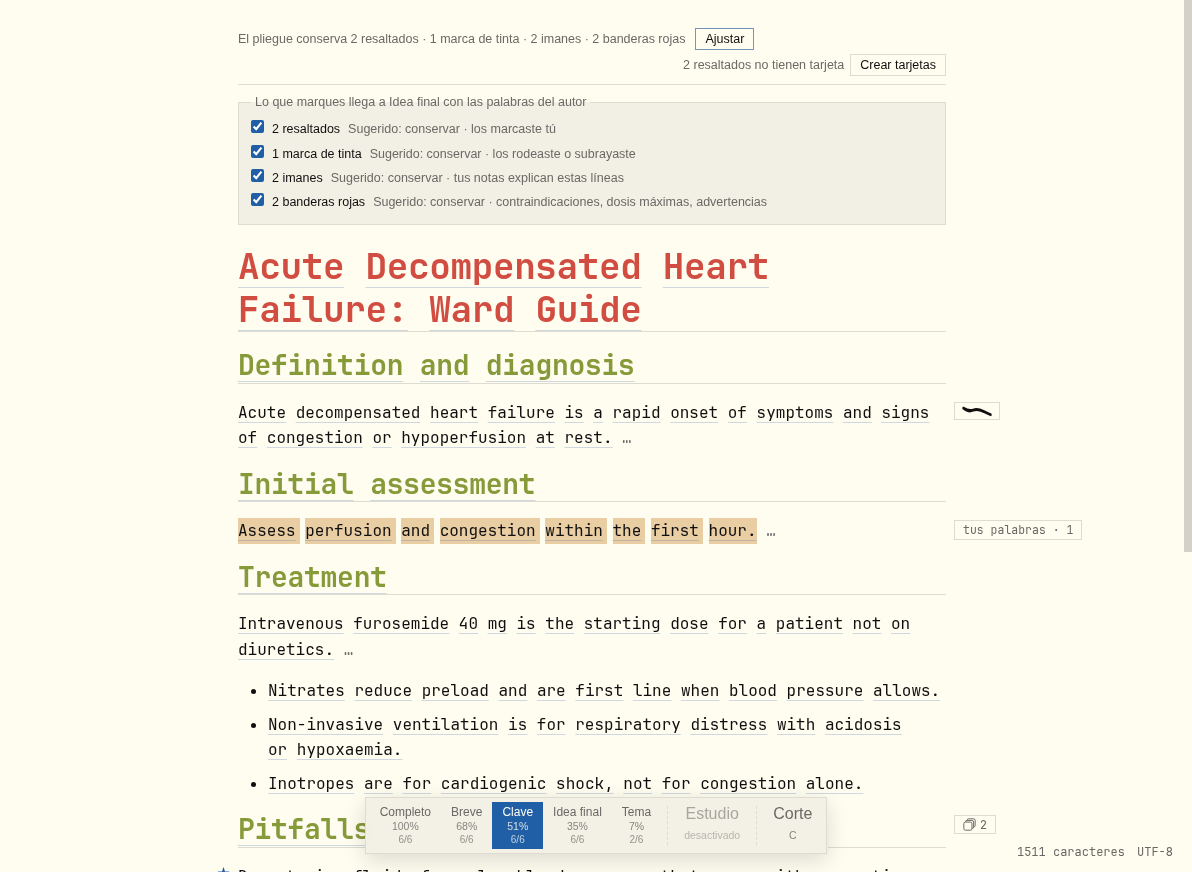 El pliegue conserva 2 resaltados · 1 marca de tinta · 2 imanes · 2 banderas rojas Ajustar
2 resaltados no tienen tarjeta Crear tarjetas
Lo que marques llega a Idea final con las palabras del autor
2 resaltados Sugerido: conservar · los marcaste tú
1 marca de tinta Sugerido: conservar · los rodeaste o subrayaste
2 imanes Sugerido: conservar · tus notas explican estas líneas
2 banderas rojas Sugerido: conservar · contraindicaciones, dosis máximas, advertencias
Acute Decompensated Heart
Failure: Ward Guide
Definition and diagnosis
Acute decompensated heart failure is a rapid onset of symptoms and signs
of congestion or hypoperfusion at rest. …
Initial assessment
Assess perfusion and congestion within the first hour. …
tus palabras · 1
Treatment
Intravenous furosemide 40 mg is the starting dose for a patient not on
diuretics. …
Nitrates reduce preload and are first line when blood pressure allows.
Non-invasive ventilation is for respiratory distress with acidosis
or hypoxaemia.
Inotropes are for cardiogenic shock, not for congestion alone.
Pitfalls
2
Completo Breve Clave Idea final Tema Estudio Corte
100% 68% 51% 35% 7% desactivado C
6/6 6/6 6/6 6/6 2/6
1511 caracteres UTF-8